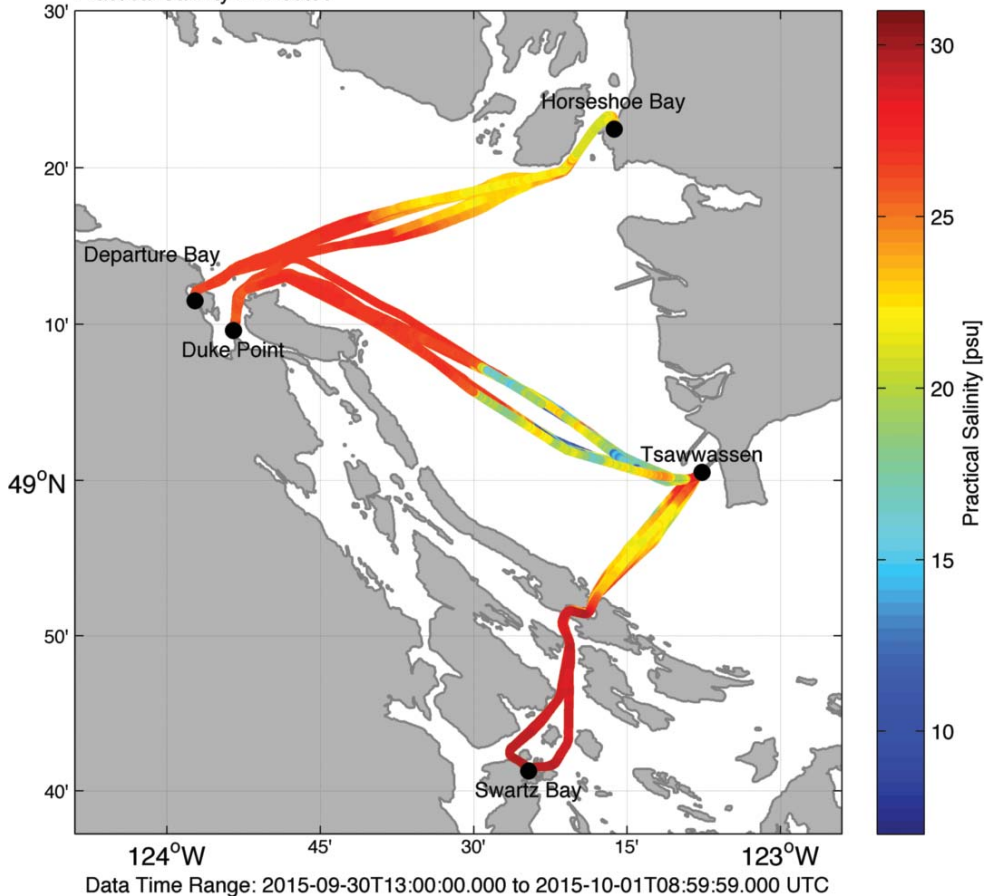 30'
20'
10'
49°N
50'
40'
Horseshoe Bay
Departure Bay
Duke Point
Tsawwassen
Swartz Bay
124°W
45'
30'
15'
123°W
Data Time Range: 2015-09-30T13:00:00.000 to 2015-10-01T08:59:59.000 UTC
30
25
20
15
10
Practical Salinity [psu]